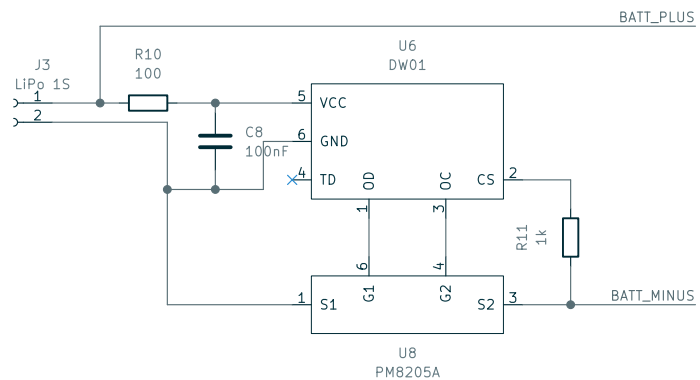 BATT_PLUS
J3
LiPo 1S
1
2
R10
100
C8
100nF
U6
DW01
5
VCC
6
GND
4
TD
OD
OC
CS
2
1
3
R11
1k
6
4
G1
G2
1
S1
S2
3
BATT_MINUS
U8
PM8205A